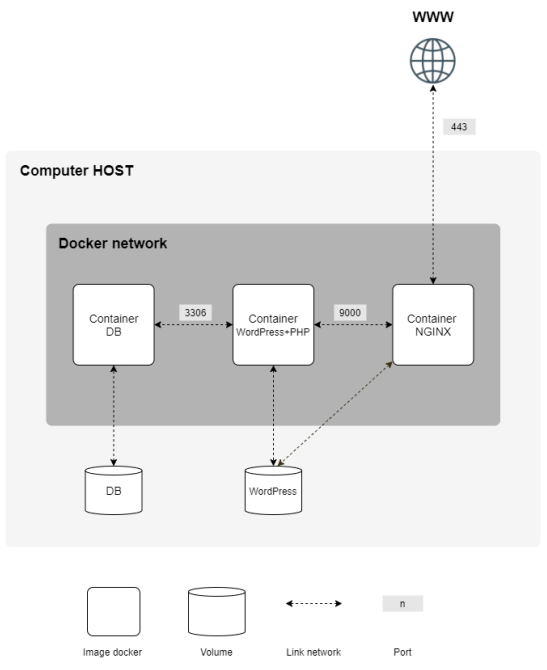 WWW
443
Computer HOST
Docker network
Container
DB
3306
Container
WordPress+PHP
9000
Container
NGINX
DB
WordPress
n
Image docker
Volume
Link network
Port